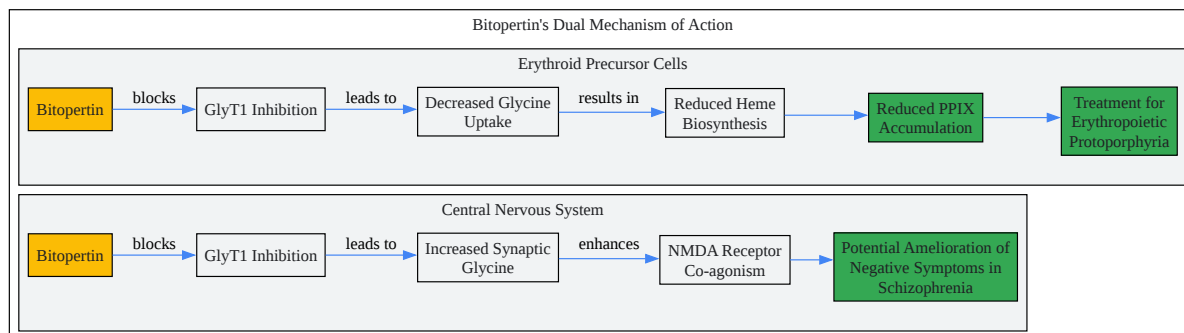 Bitopertin's Dual Mechanism of Action
Erythroid Precursor Cells
Bitopertin
blocks
GlyT1 Inhibition
leads to
Decreased Glycine
Uptake
results in
Reduced Heme
Biosynthesis
Reduced PPIX
Accumulation
Treatment for
Erythropoietic
Protoporphyria
Central Nervous System
Bitopertin
blocks
GlyT1 Inhibition
leads to
Increased Synaptic
Glycine
enhances
NMDA Receptor
Co-agonism
Potential Amelioration of
Negative Symptoms in
Schizophrenia